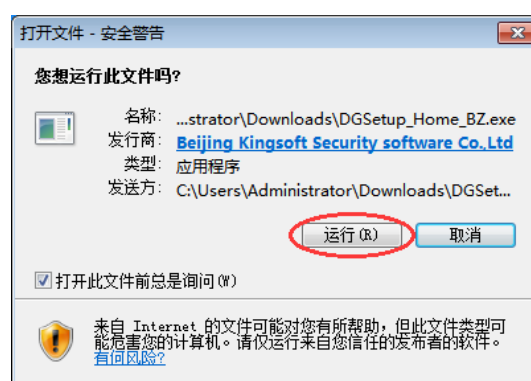 打开文件 - 安全警告
您想运行此文件吗?
名称: ...strator\Downloads\DGSetup_Home_BZ.exe
发行商: Beijing Kingsoft Security software Co.,Ltd
类型: 应用程序
发送方: C:\Users\Administrator\Downloads\DGSet...
运行(R) 取消
打开此文件前总是询问(W)
来自 Internet 的文件可能对您有所帮助，但此文件类型可
能危害您的计算机。请仅运行来自您信任的发布者的软件。
有何风险?